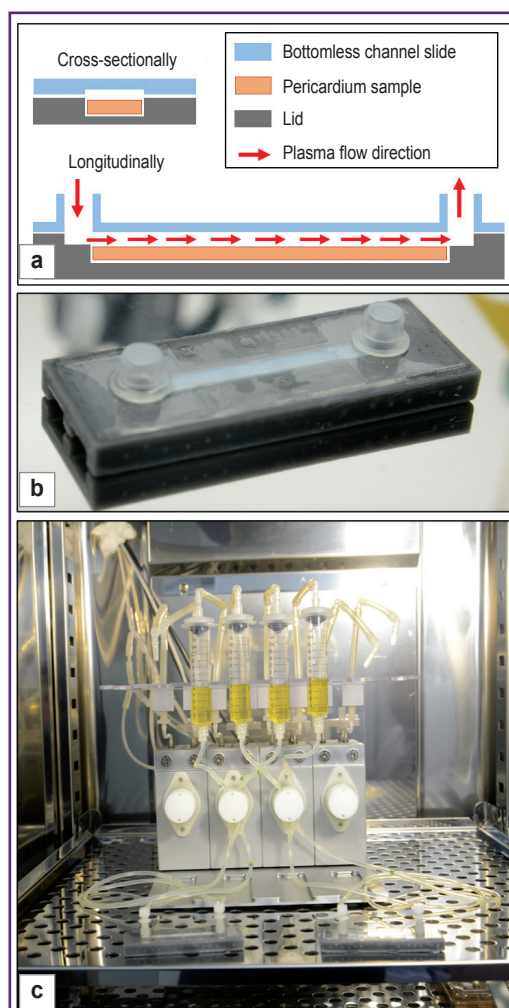 Cross-sectionally
Bottomless channel slide
Pericardium sample
Lid
Plasma flow direction
Longitudinally
a
b
c